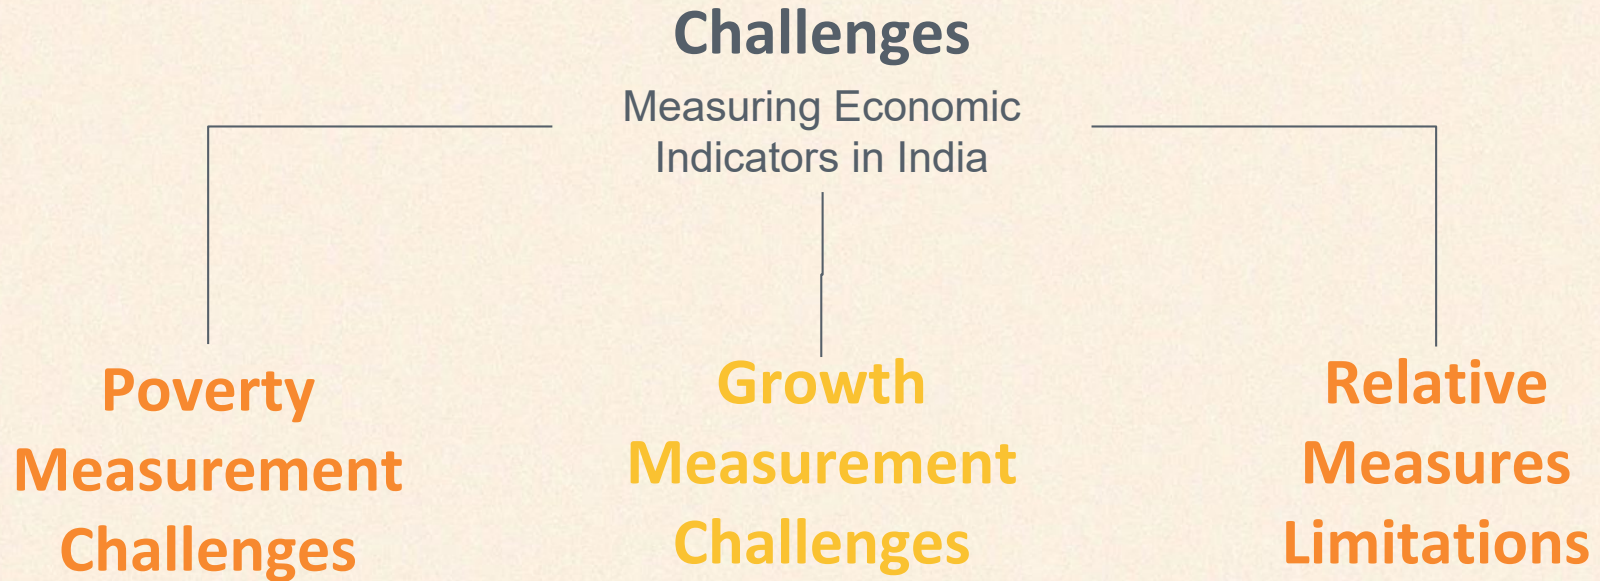 Challenges
Measuring Economic
Indicators in India
Poverty
Measurement
Challenges
Growth
Measurement
Challenges
Relative
Measures
Limitations